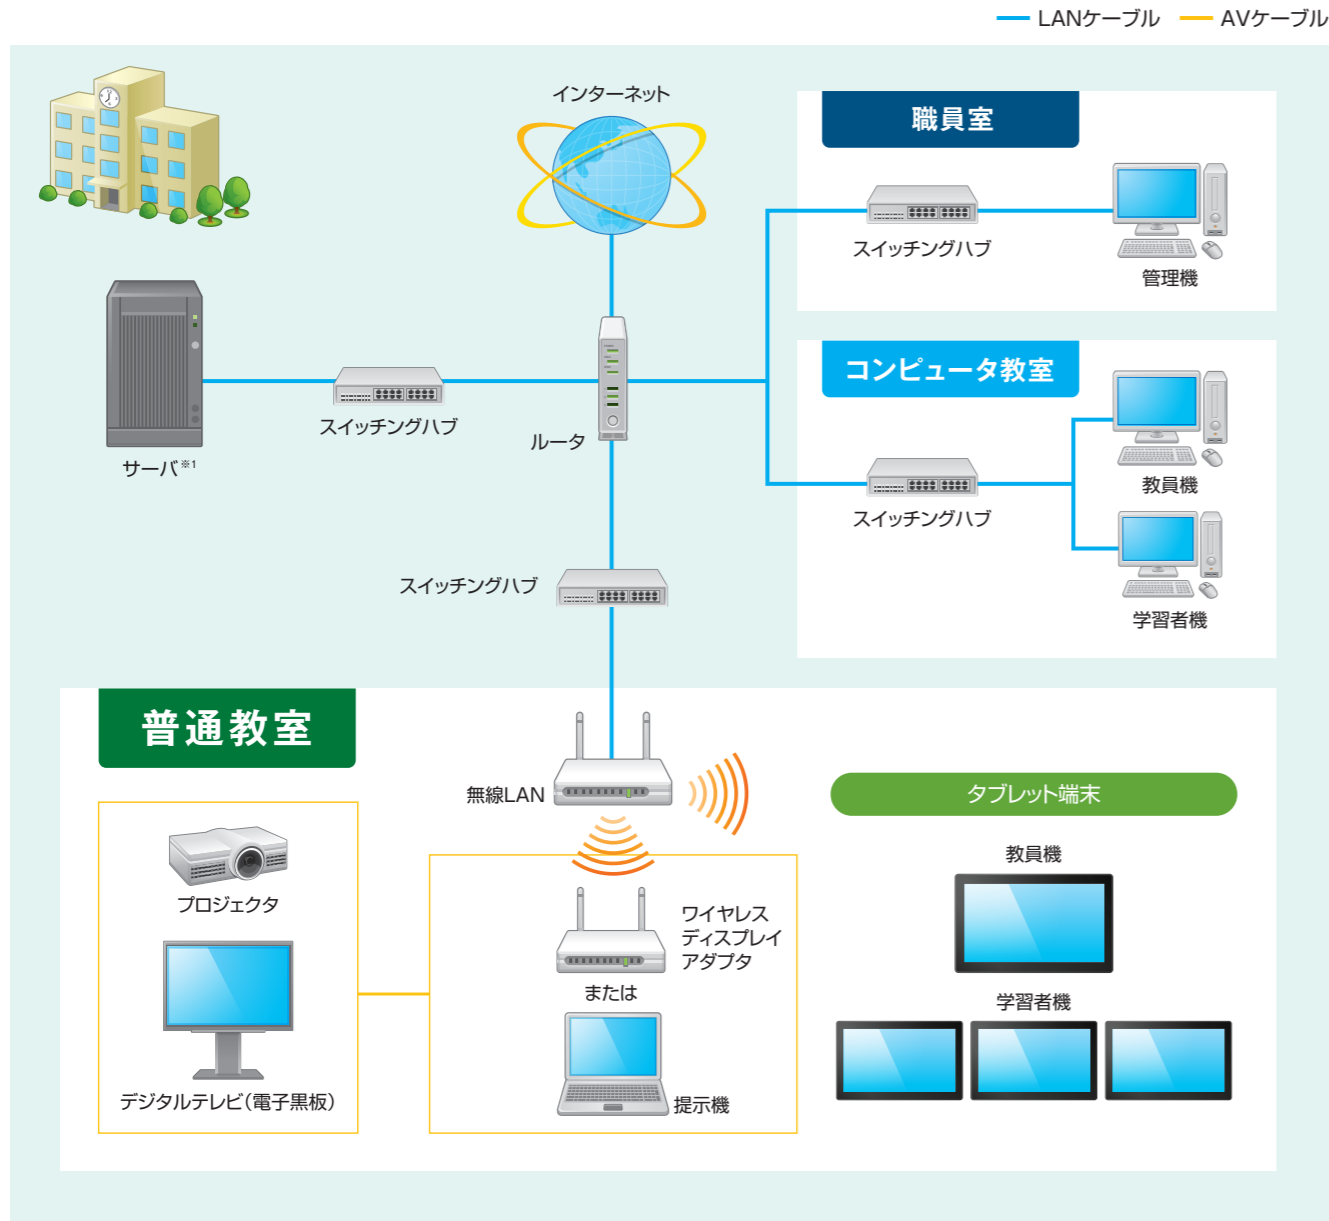 LANケーブル AVケーブル
インターネット
職員室
スイッチングハブ
管理機
コンピュータ教室
教員機
スイッチングハブ
学習者機
サーバ※1
スイッチングハブ
ルータ
スイッチングハブ
普通教室
無線LAN
プロジェクタ
デジタルテレビ（電子黒板）
ワイヤレス
ディスプレイ
アダプタ
または
提示機
タブレット端末
教員機
学習者機